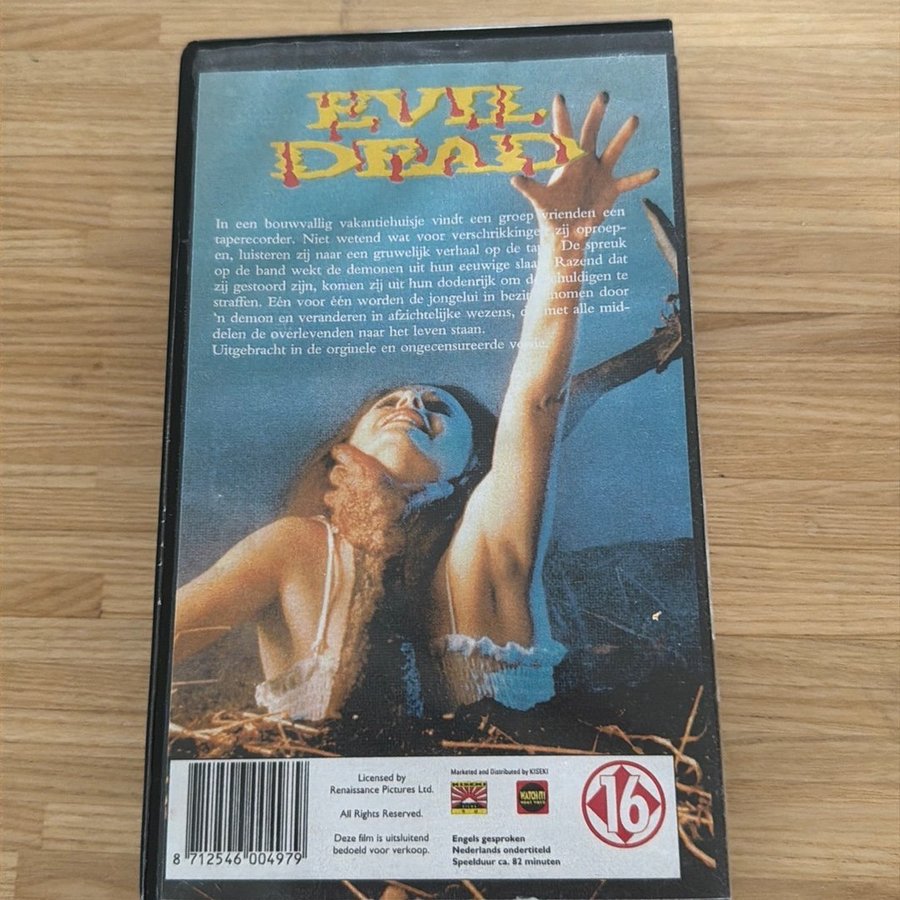 EVIL
DEAD
In een bouwvallig vakantiehuisje vindt een groep vrienden een
taperecorder. Niet wetend wat voor verschrikkingen zij oproep-
en, luisteren zij naar een gruwelijk verhaal op de tape. De spreuk
op de band wekt de demonen uit hun eeuwige slaap. Razend dat
zij gestoord zijn, komen zij uit hun dodenrijk om de schuldigen te
straffen. Eén voor één worden de jongelui in bezit genomen door
'n demon en veranderen in afzichtelijke wezens, die met alle mid-
delen de overlevenden naar het leven staan.
Uitgebracht in de orginele en ongecensureerde versie.
8 712546 004979
Licensed by
Renaissance Pictures Ltd.
All Rights Reserved.
Deze film is uitsluitend
bedoeld voor verkoop.
Marketed and Distributed by KISEKI
KISEKI
WATCH IT!
Engels gesproken
Nederlands ondertiteld
Speelduur ca. 82 minuten
16